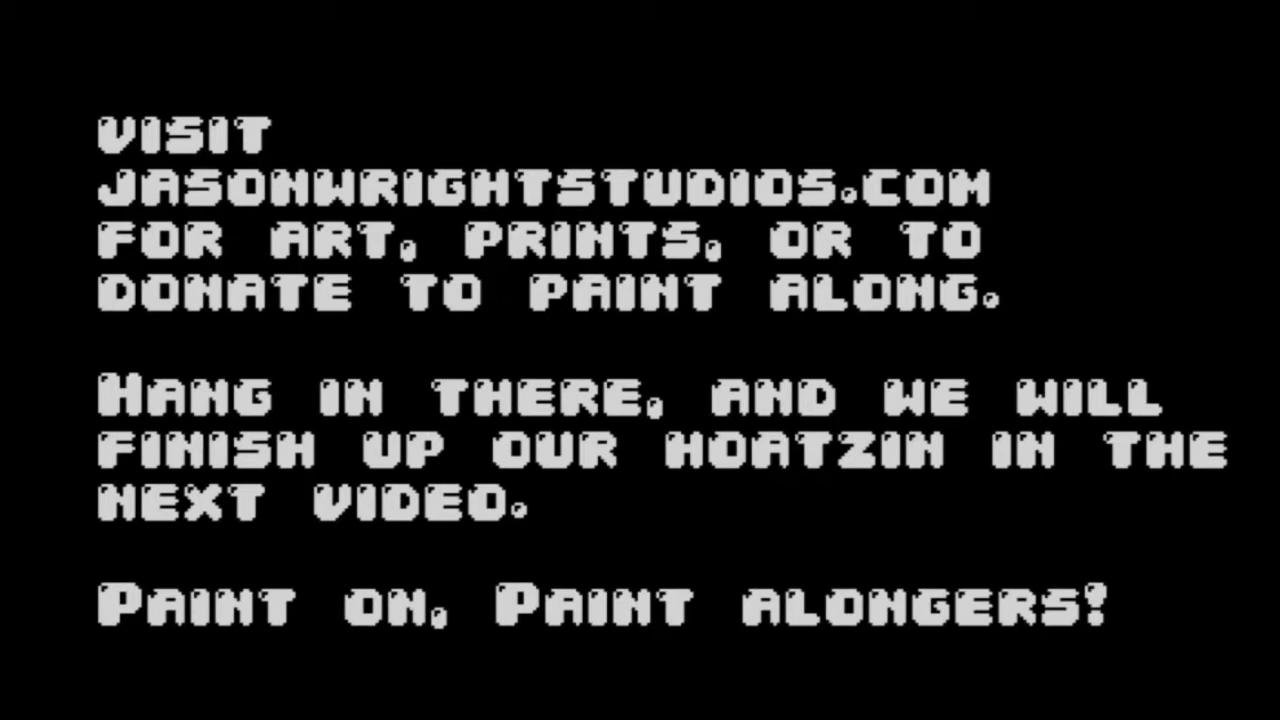 VISIT
JASONWRIGHTSTUDIOS.COM
FOR ART, PRINTS, OR TO
DONATE TO PAINT ALONG.
HANG IN THERE, AND WE WILL
FINISH UP OUR HOATZIN IN THE
NEXT VIDEO.
PAINT ON, PAINT ALONGERS!